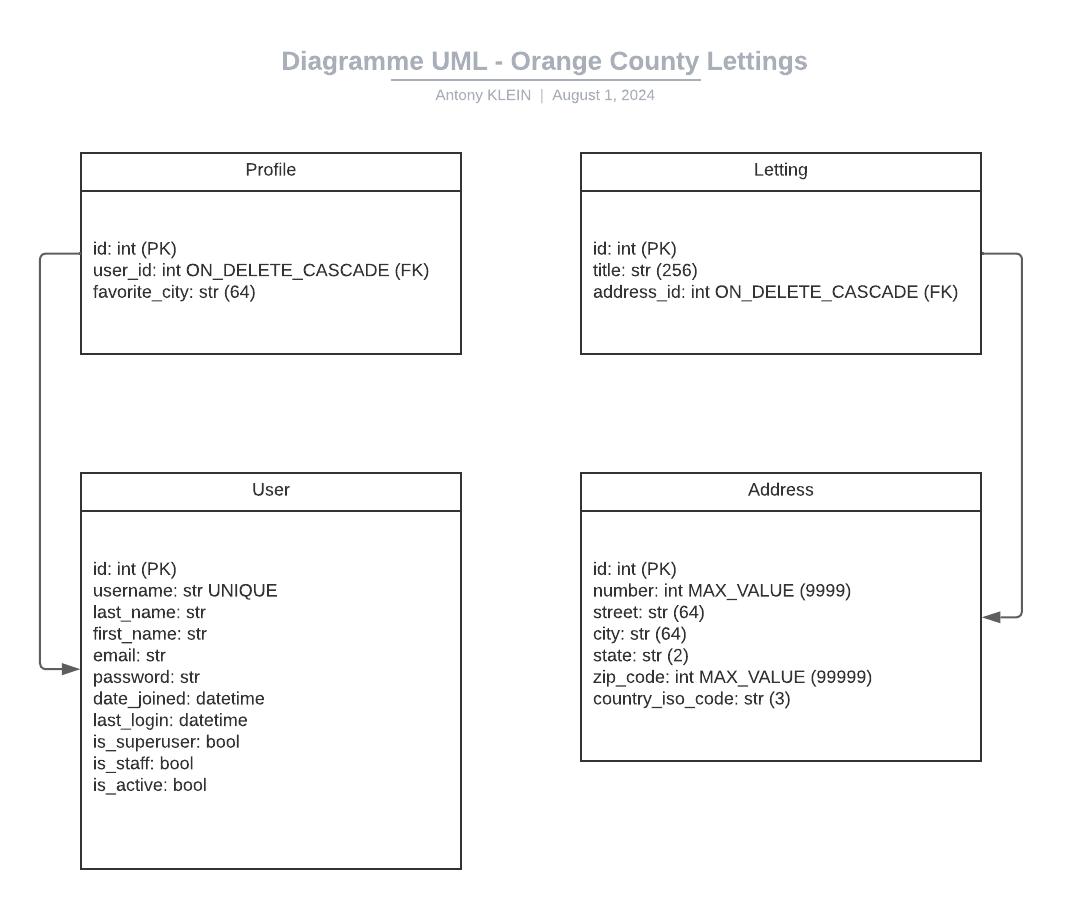 Diagramme UML - Orange County Lettings
Antony KLEIN | August 1, 2024
Profile
id: int (PK)
user_id: int ON_DELETE_CASCADE (FK)
favorite_city: str (64)
Letting
id: int (PK)
title: str (256)
address_id: int ON_DELETE_CASCADE (FK)
User
id: int (PK)
username: str UNIQUE
last_name: str
first_name: str
email: str
password: str
date_joined: datetime
last_login: datetime
is_superuser: bool
is_staff: bool
is_active: bool
Address
id: int (PK)
number: int MAX_VALUE (9999)
street: str (64)
city: str (64)
state: str (2)
zip_code: int MAX_VALUE (99999)
country_iso_code: str (3)